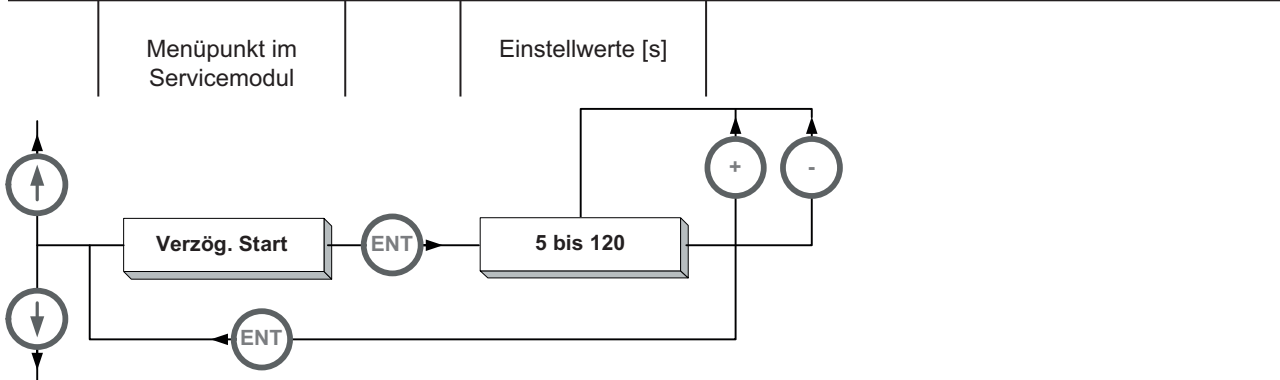 Menüpunkt im
Servicemodul
Einstellwerte [s]
+
-
Verzög. Start
ENT
5 bis 120
ENT